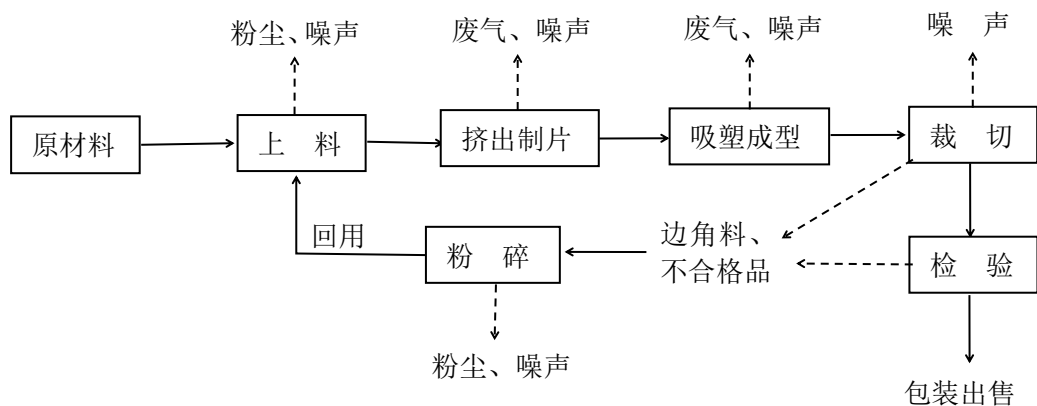 粉尘、噪声
废气、噪声
废气、噪声
噪 声
原材料
上 料
挤出制片
吸塑成型
裁 切
回用
粉 碎
边角料、
不合格品
检 验
粉尘、噪声
包装出售